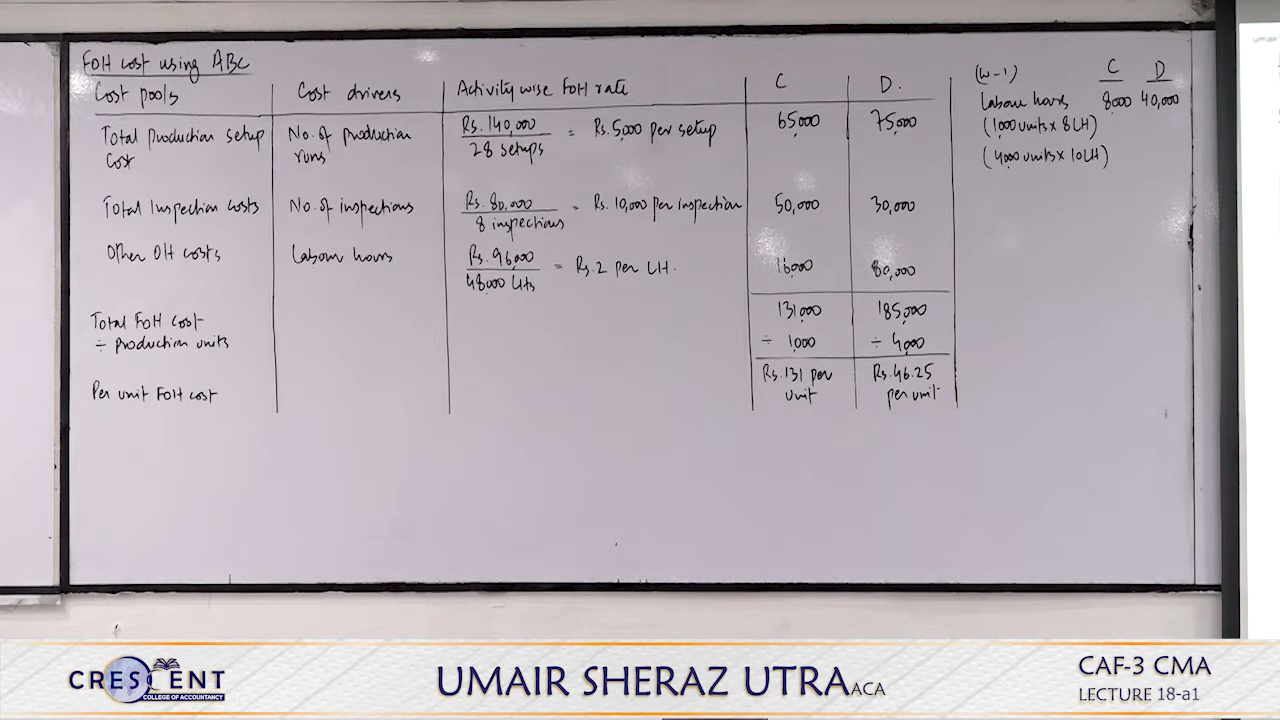 FOH cost using ABC
Cost pools Cost drivers Activity wise FOH rate C D.
Total production setup cost No. of production runs Rs. 140,000 / 28 setups = Rs. 5,000 per setup 65,000 75,000
Total Inspection costs No. of inspections Rs. 80,000 / 8 inspections = Rs. 10,000 per inspection 50,000 30,000
Other OH costs Labour hours Rs. 96,000 / 48,000 LHs = Rs. 2 per LH. 16,000 80,000
Total FOH cost 131,000 185,000
÷ production units ÷ 1,000 ÷ 4,000
Per unit FOH cost Rs. 131 per unit Rs. 46.25 per unit
(W-1) C D
Labour hours 8,000 40,000
(1,000 units x 8 LH)
(4,000 units x 10 LH)
CRESCENT
COLLEGE OF ACCOUNTANCY
UMAIR SHERAZ UTRA ACA
CAF-3 CMA
LECTURE 18-a1